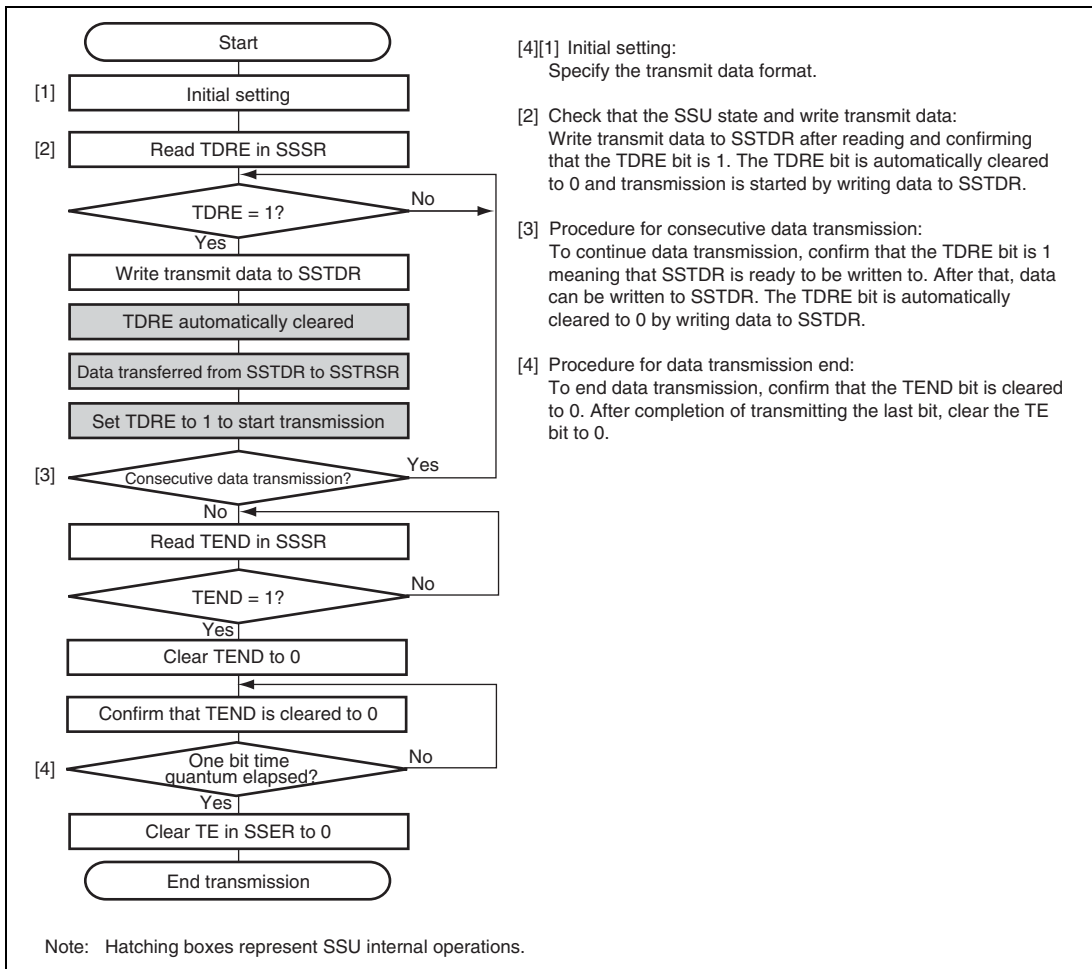 Start
[1] Initial setting
[2] Read TDRE in SSSR
TDRE = 1?
No
Yes
Write transmit data to SSTDR
TDRE automatically cleared
Data transferred from SSTDR to SSTRSR
Set TDRE to 1 to start transmission
[3] Consecutive data transmission?
Yes
No
Read TEND in SSSR
TEND = 1?
No
Yes
Clear TEND to 0
Confirm that TEND is cleared to 0
[4] One bit time
quantum elapsed?
No
Yes
Clear TE in SSER to 0
End transmission
[4][1] Initial setting:
Specify the transmit data format.
[2] Check that the SSU state and write transmit data:
Write transmit data to SSTDR after reading and confirming
that the TDRE bit is 1. The TDRE bit is automatically cleared
to 0 and transmission is started by writing data to SSTDR.
[3] Procedure for consecutive data transmission:
To continue data transmission, confirm that the TDRE bit is 1
meaning that SSTDR is ready to be written to. After that, data
can be written to SSTDR. The TDRE bit is automatically
cleared to 0 by writing data to SSTDR.
[4] Procedure for data transmission end:
To end data transmission, confirm that the TEND bit is cleared
to 0. After completion of transmitting the last bit, clear the TE
bit to 0.
Note: Hatching boxes represent SSU internal operations.